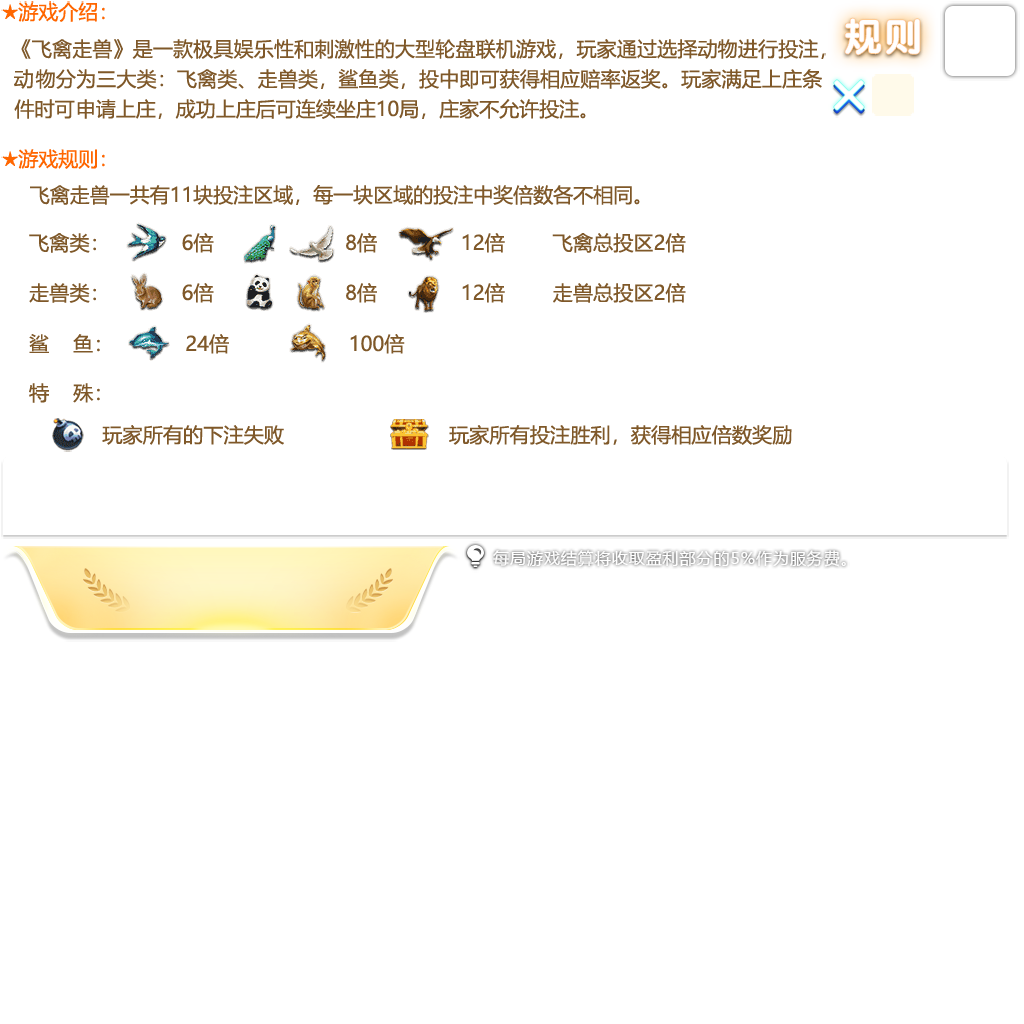 ★游戏介绍：
《飞禽走兽》是一款极具娱乐性和刺激性的大型轮盘联机游戏，玩家通过选择动物进行投注，
动物分为三大类：飞禽类、走兽类，鲨鱼类，投中即可获得相应赔率返奖。玩家满足上庄条
件时可申请上庄，成功上庄后可连续坐庄10局，庄家不允许投注。
规则
★游戏规则：
飞禽走兽一共有11块投注区域，每一块区域的投注中奖倍数各不相同。
飞禽类： 6倍 8倍 12倍 飞禽总投区2倍
走兽类： 6倍 8倍 12倍 走兽总投区2倍
鲨 鱼： 24倍 100倍
特 殊：
玩家所有的下注失败 玩家所有投注胜利，获得相应倍数奖励
每局游戏结算将收取盈利部分的5%作为服务费。